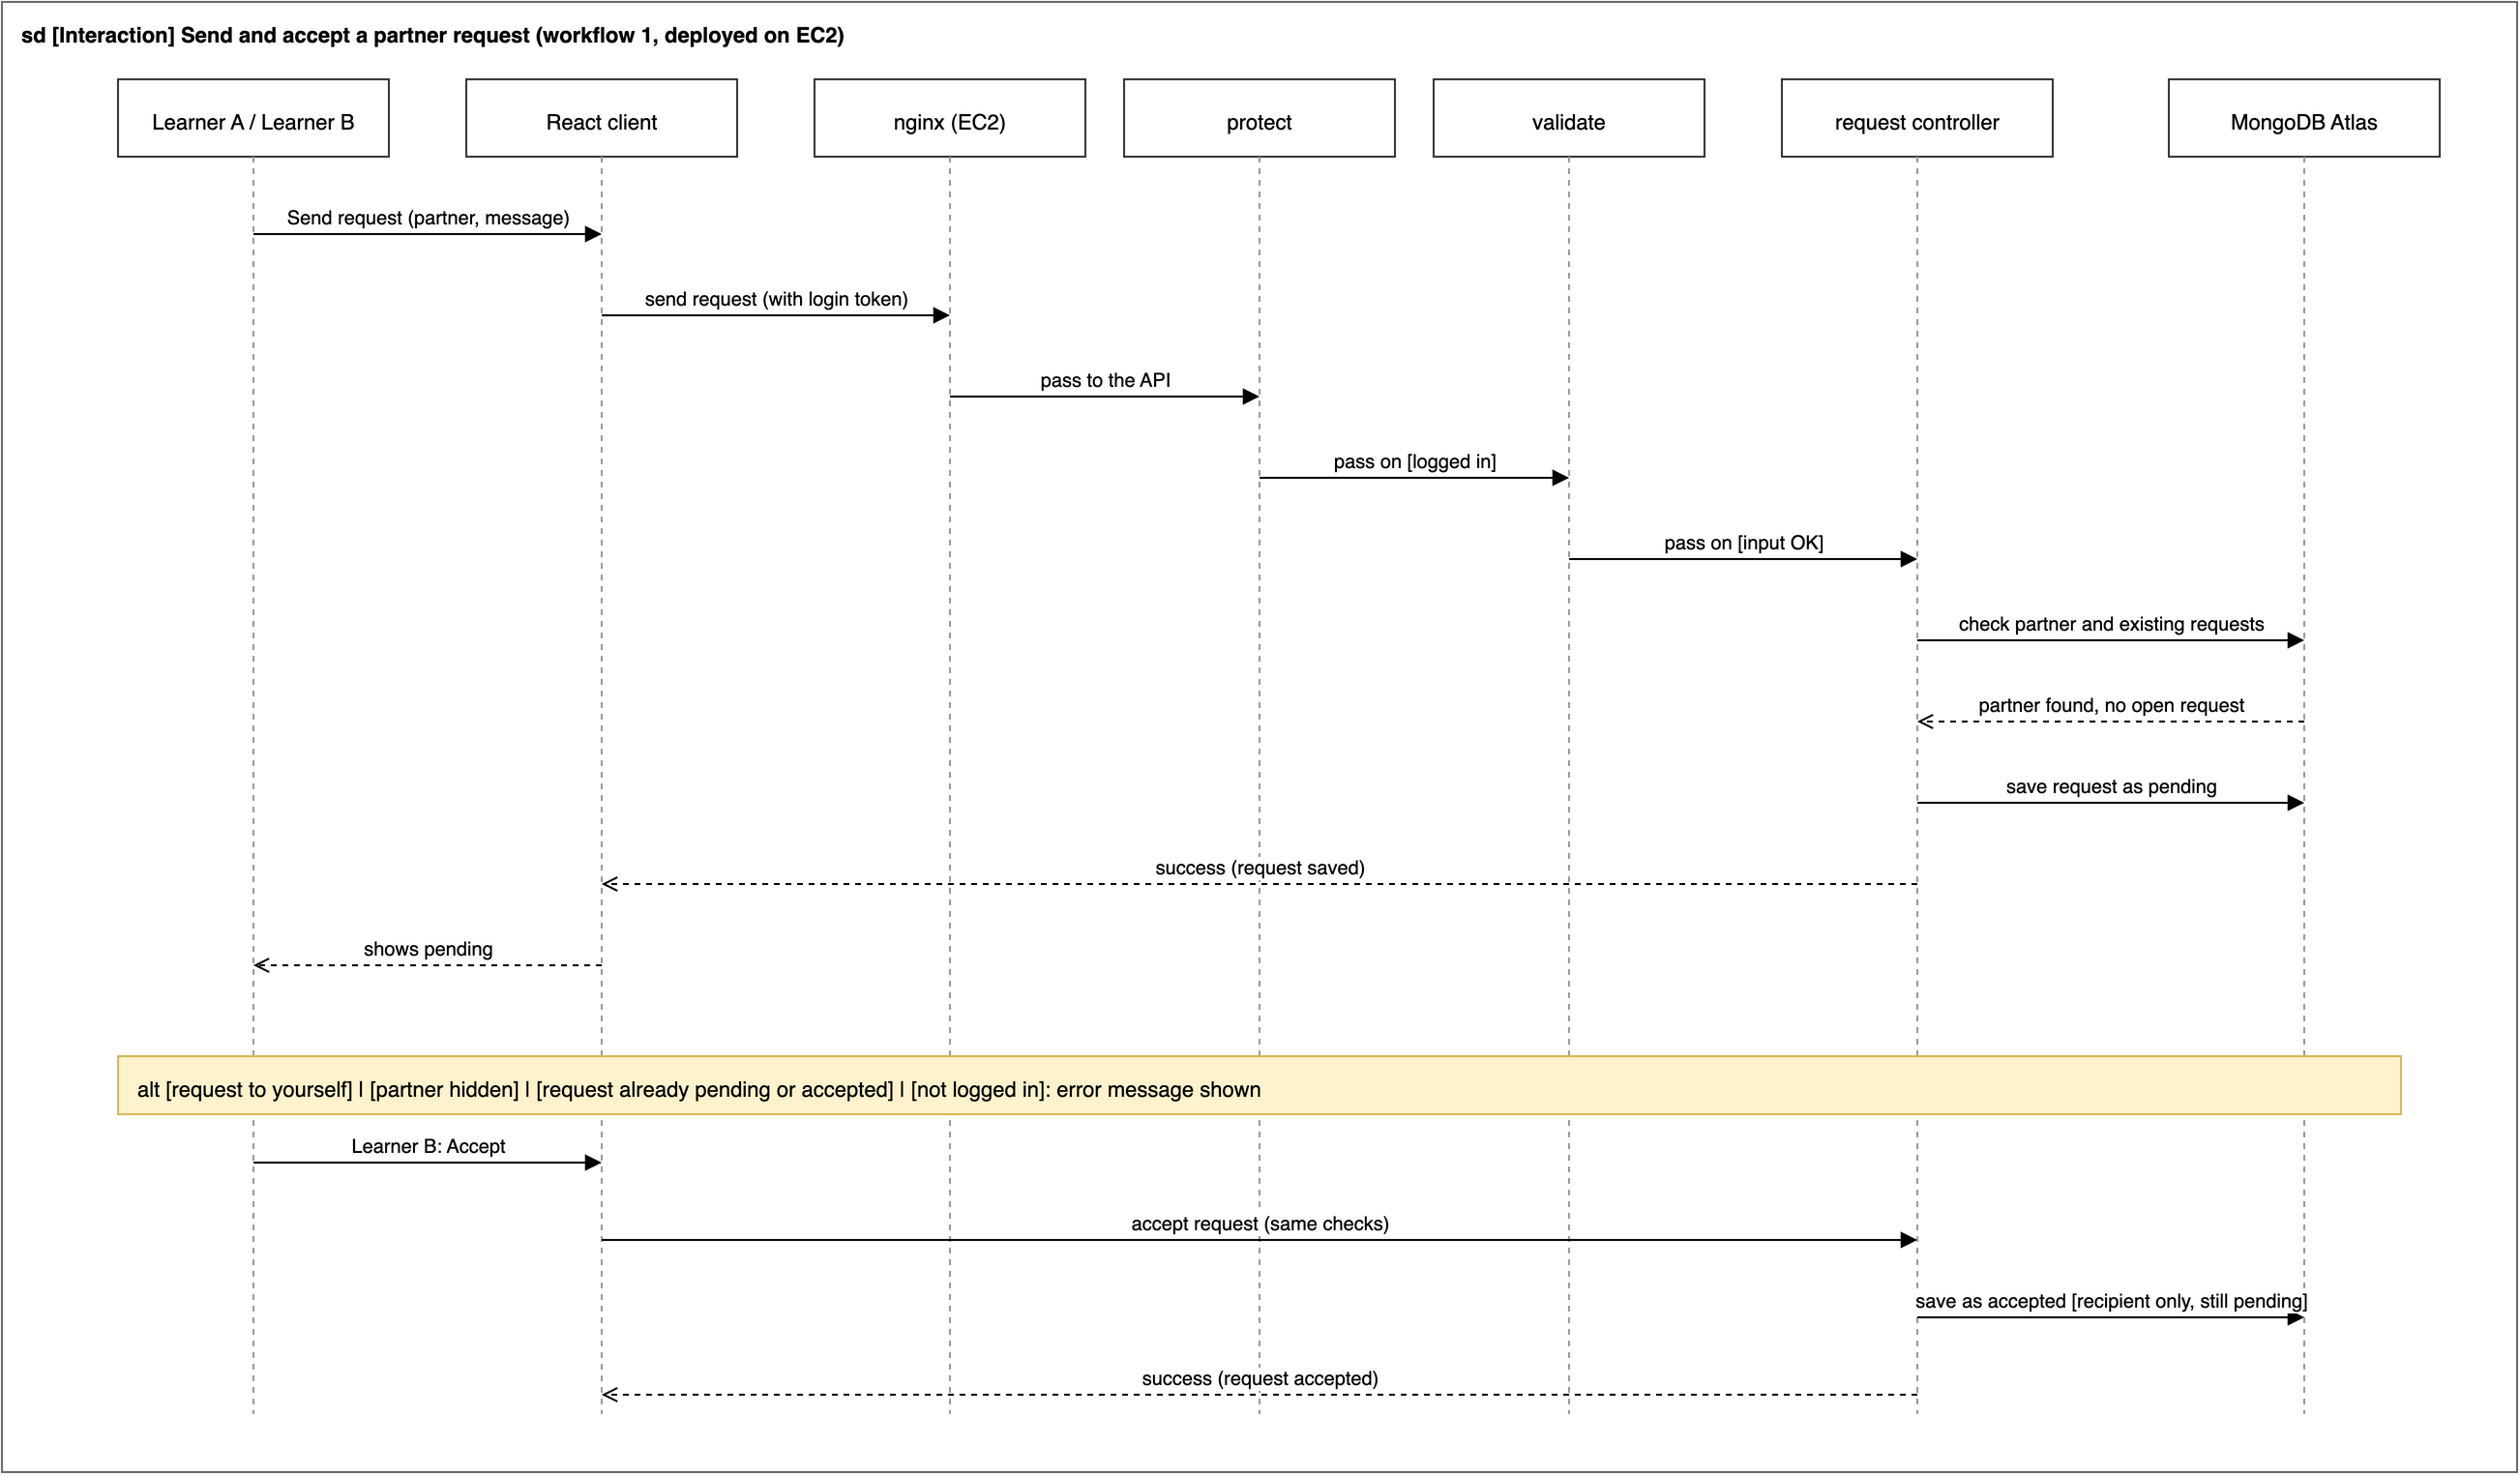 sd [Interaction] Send and accept a partner request (workflow 1, deployed on EC2)
Learner A / Learner B
React client
nginx (EC2)
protect
validate
request controller
MongoDB Atlas
Send request (partner, message)
send request (with login token)
pass to the API
pass on [logged in]
pass on [input OK]
check partner and existing requests
partner found, no open request
save request as pending
success (request saved)
shows pending
alt [request to yourself] | [partner hidden] | [request already pending or accepted] | [not logged in]: error message shown
Learner B: Accept
accept request (same checks)
save as accepted [recipient only, still pending]
success (request accepted)